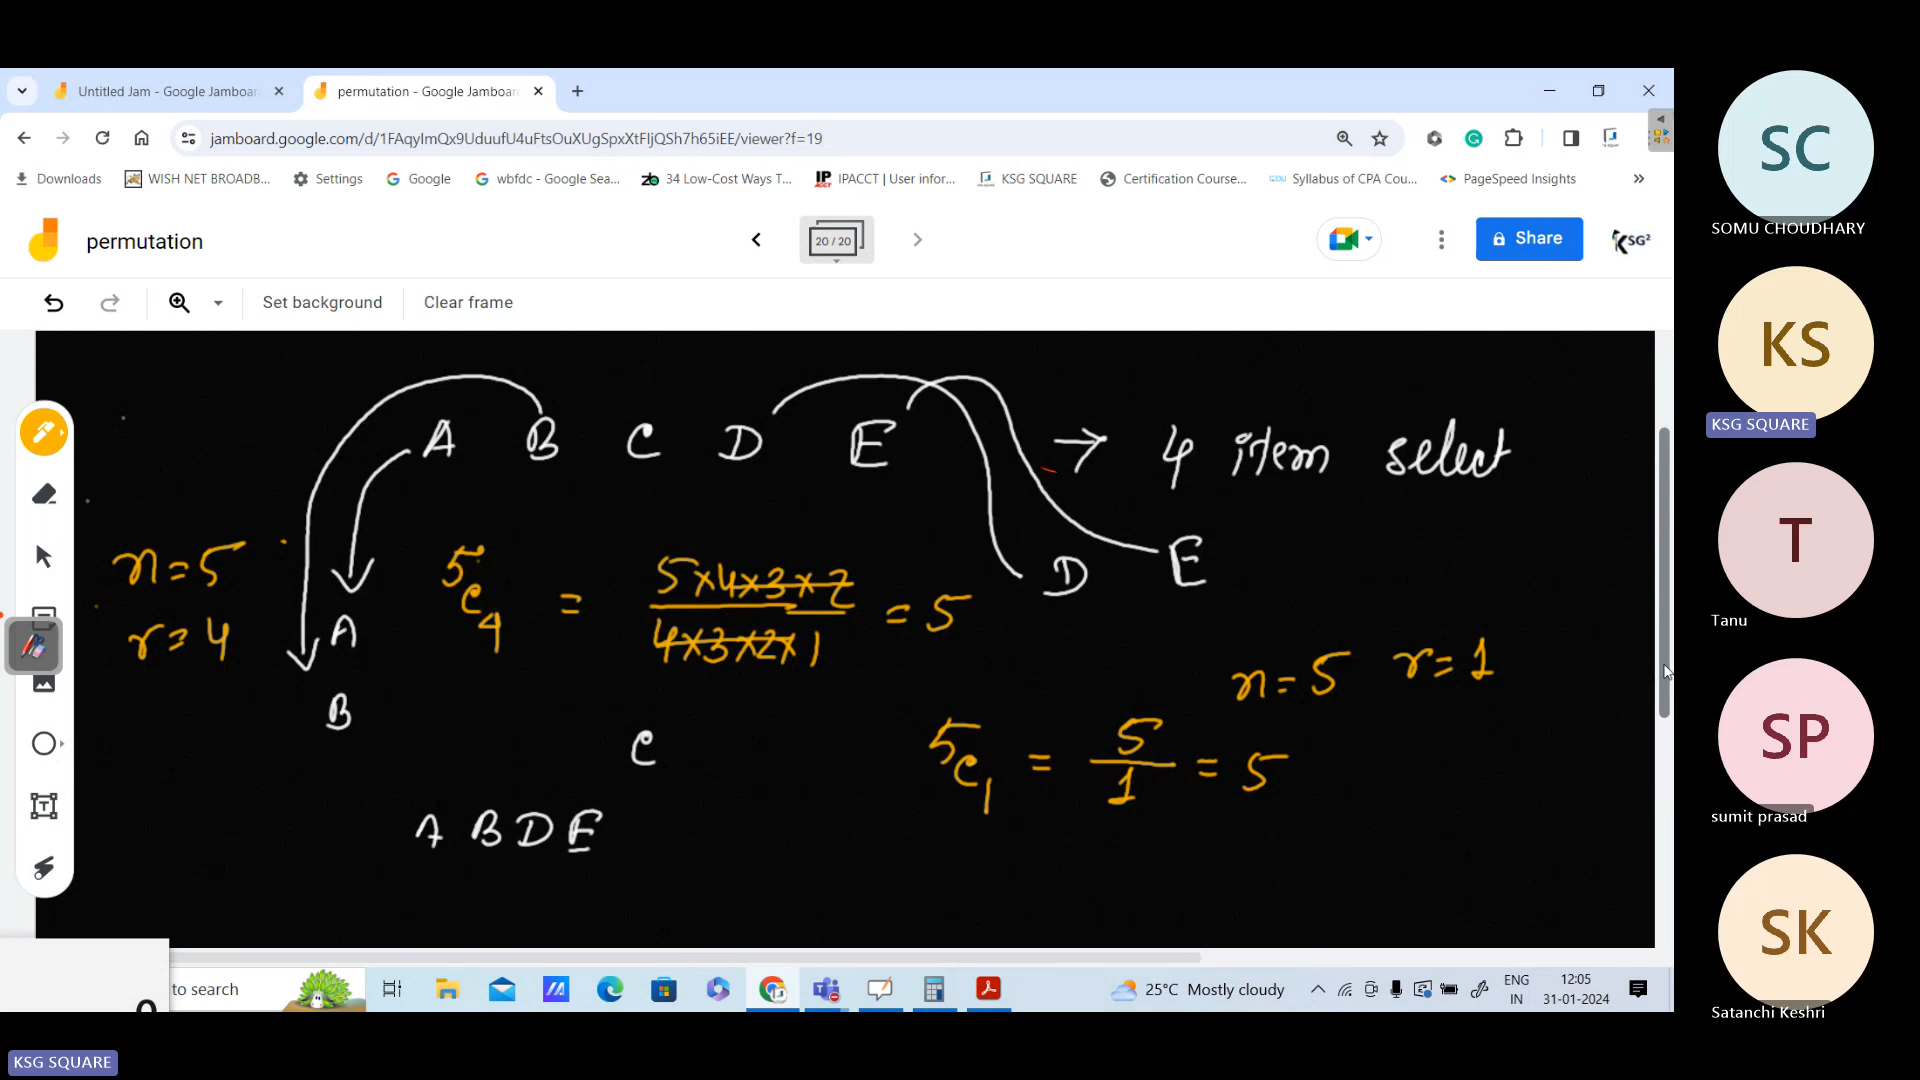 Untitled Jam - Google Jamboar
permutation - Google Jamboar
jamboard.google.com/d/1FAqyImQx9UduufU4uFtsOuXUgSpxXtFIjQSh7h65iEE/viewer?f=19
Downloads WISH NET BROADB... Settings Google wbfdc - Google Sea... 34 Low-Cost Ways T... IPACCT | User infor... KSG SQUARE Certification Course... Syllabus of CPA Cou... PageSpeed Insights »
permutation
20 / 20
Share
KSG²
Set background Clear frame
A B C D E → 4 item select
n = 5
r = 4
5c4 = 5×4×3×2 / 4×3×2×1 = 5
D E
A
B
C
n = 5 r = 1
5c1 = 5/1 = 5
A B D E
to search
25°C Mostly cloudy
ENG
IN
12:05
31-01-2024
SC
SOMU CHOUDHARY
KS
KSG SQUARE
T
Tanu
SP
sumit prasad
SK
Satanchi Keshri
KSG SQUARE